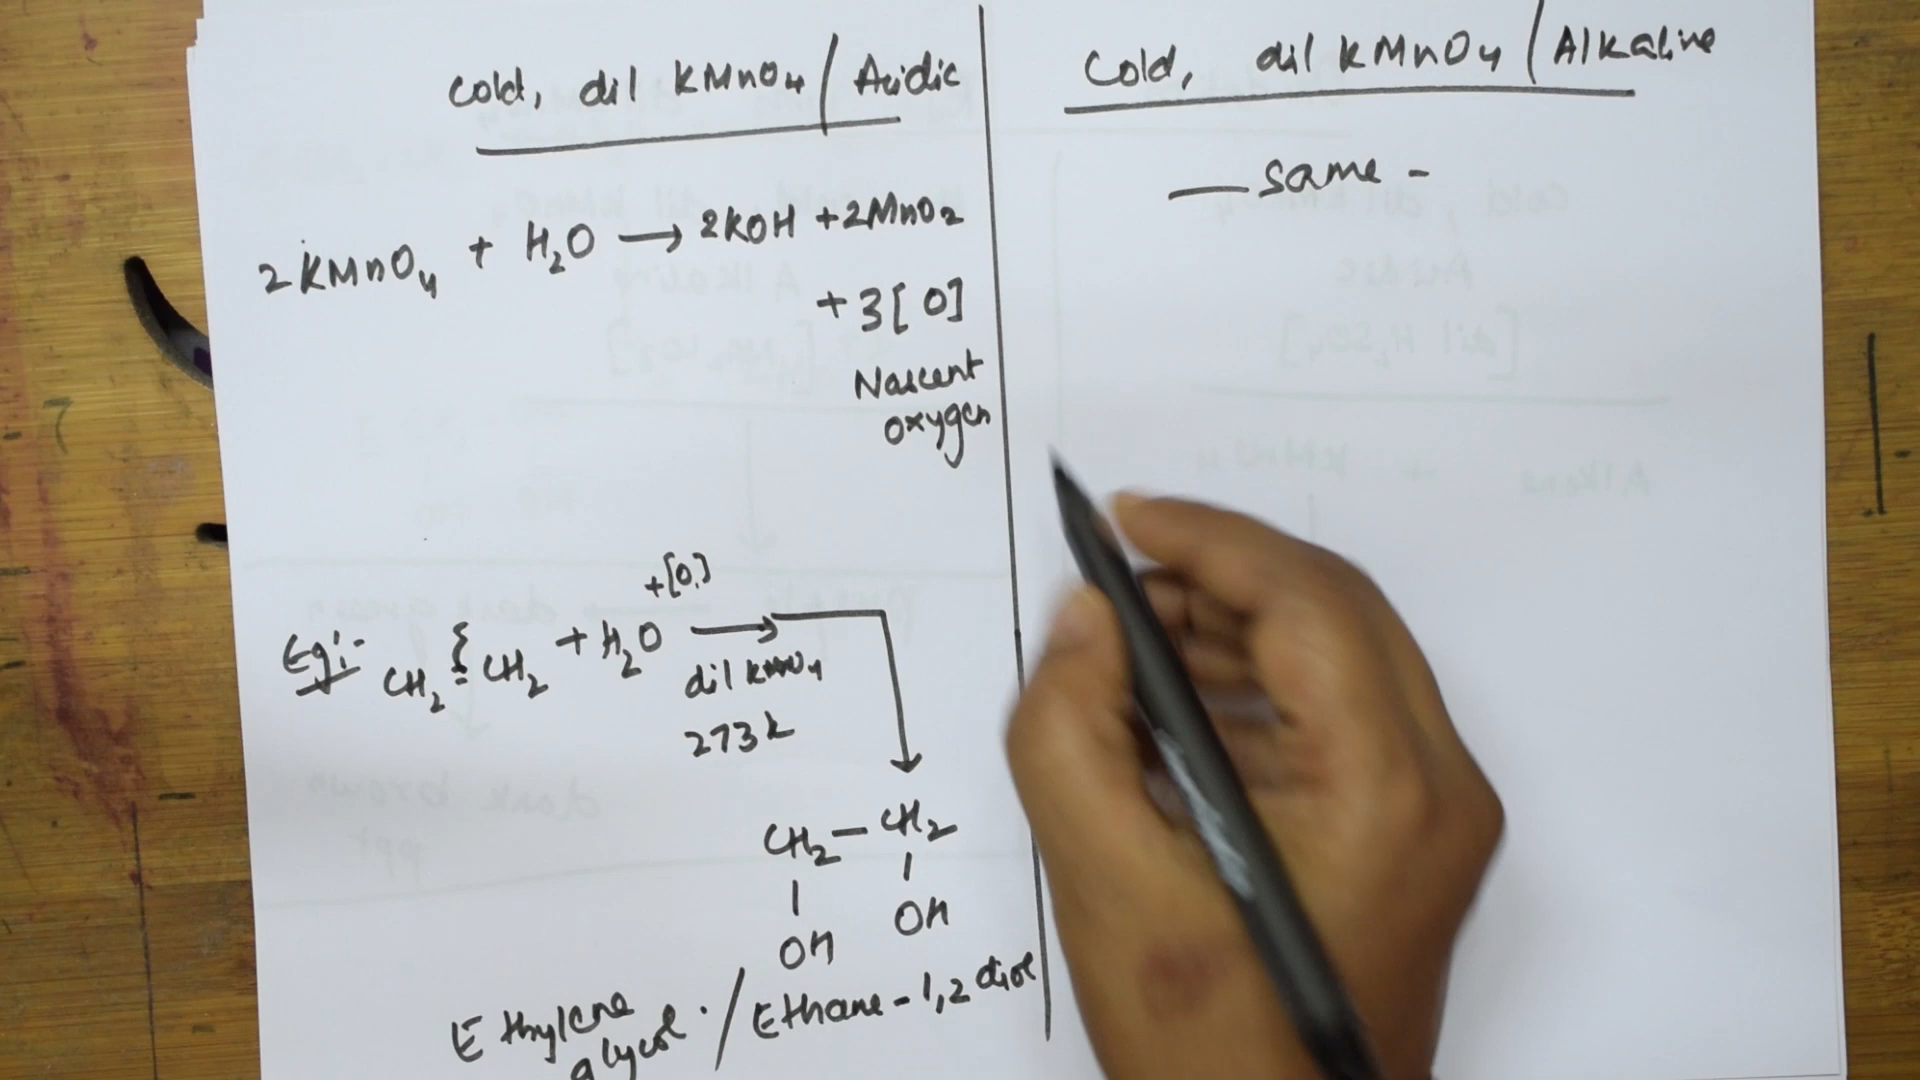 Cold, dil KMnO4 / Acidic
2KMnO4 + H2O → 2KOH + 2MnO2
+ 3[O]
Nascent
oxygen
Eg:- CH2 = CH2 + H2O → +[O]
dil KMnO4
273k
CH2 - CH2
OH OH
Ethylene
glycol. / Ethane-1,2 diol
Cold, dil KMnO4 / Alkaline
— same -